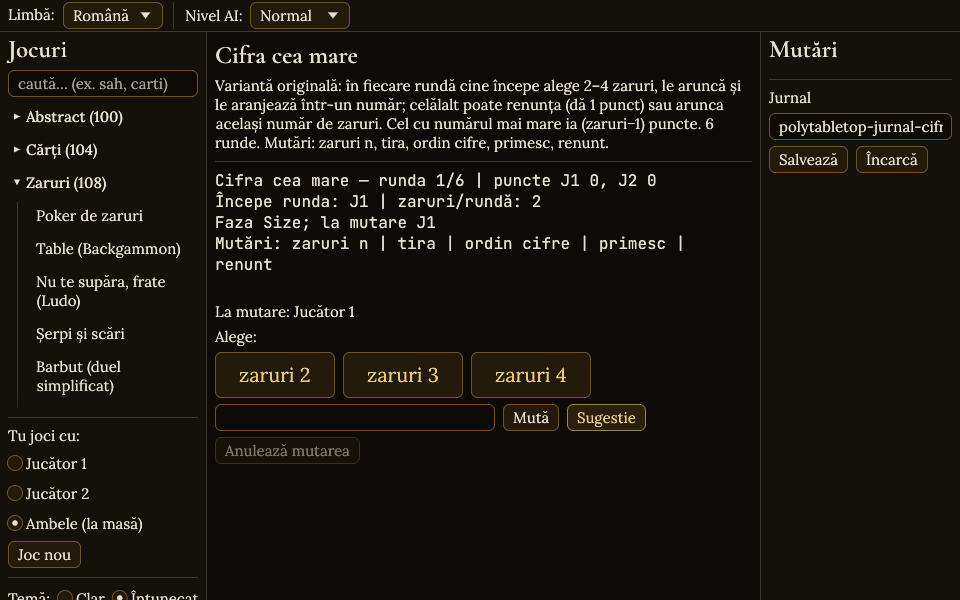 Limbă: Română ▼ Nivel AI: Normal ▼
Jocuri
caută... (ex. sah, carti)
▸ Abstract (100)
▸ Cărți (104)
▾ Zaruri (108)
Poker de zaruri
Table (Backgammon)
Nu te supăra, frate
(Ludo)
Șerpi și scări
Barbut (duel
simplificat)
Tu joci cu:
Jucător 1
Jucător 2
Ambele (la masă)
Joc nou
Temă: Clar Întunecat
Cifra cea mare
Variantă originală: în fiecare rundă cine începe alege 2–4 zaruri, le aruncă și
le aranjează într-un număr; celălalt poate renunța (dă 1 punct) sau arunca
același număr de zaruri. Cel cu numărul mai mare ia (zaruri−1) puncte. 6
runde. Mutări: zaruri n, tira, ordin cifre, primesc, renunt.
Cifra cea mare — runda 1/6 | puncte J1 0, J2 0
Începe runda: J1 | zaruri/rundă: 2
Faza Size; la mutare J1
Mutări: zaruri n | tira | ordin cifre | primesc |
renunt
La mutare: Jucător 1
Alege:
zaruri 2 zaruri 3 zaruri 4
Mută Sugestie
Anulează mutarea
Mutări
Jurnal
polytabletop-jurnal-cifr
Salvează Încarcă